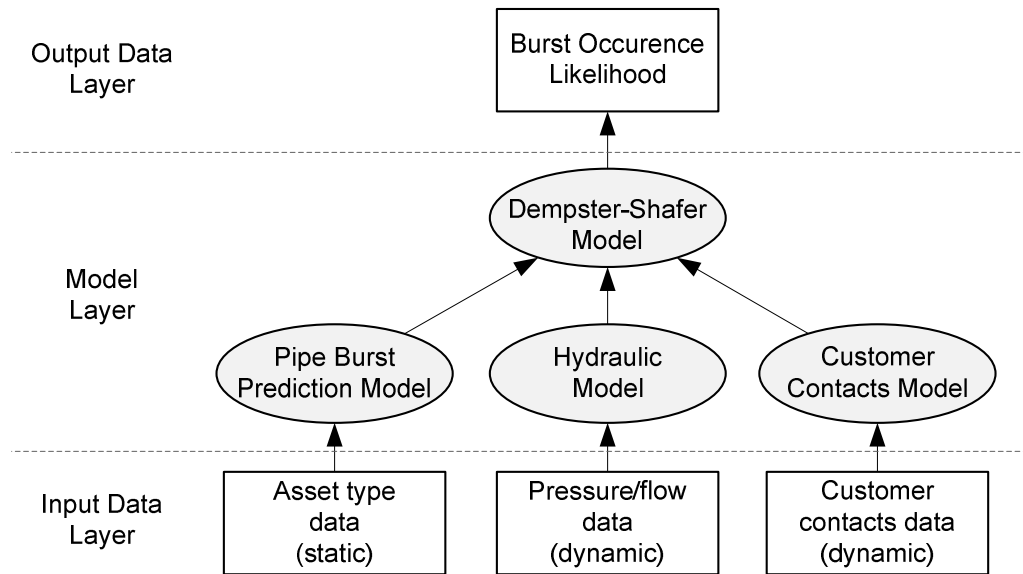 Output Data
Layer
Burst Occurence
Likelihood
Model
Layer
Dempster-Shafer
Model
Pipe Burst
Prediction Model
Hydraulic
Model
Customer
Contacts Model
Input Data
Layer
Asset type
data
(static)
Pressure/flow
data
(dynamic)
Customer
contacts data
(dynamic)